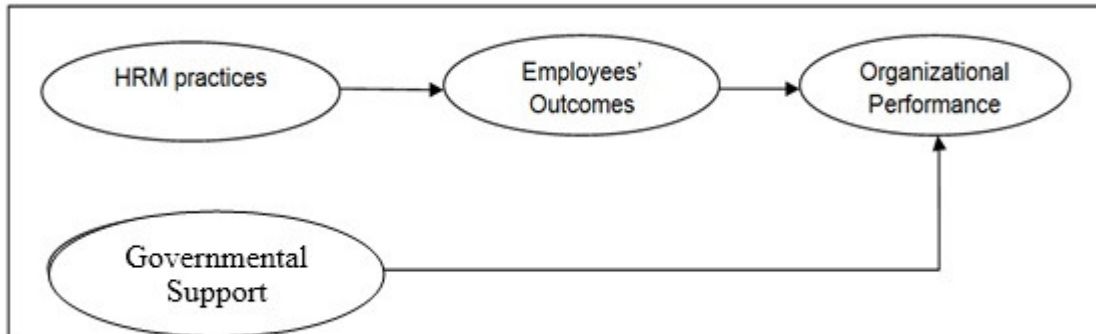 HRM practices
Employees'
Outcomes
Organizational
Performance
Governmental
Support